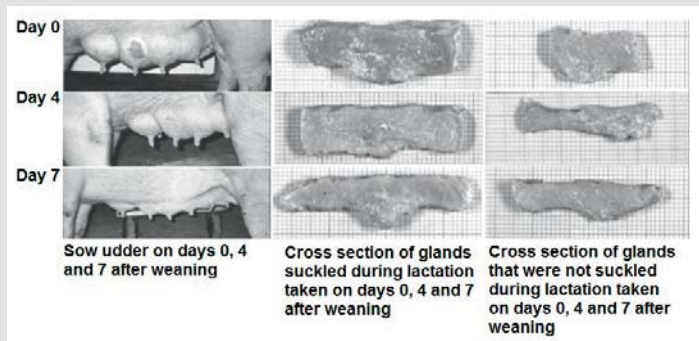 Day 0
Day 4
Day 7
Sow udder on days 0, 4
and 7 after weaning
Cross section of glands
suckled during lactation
taken on days 0, 4 and 7
after weaning
Cross section of glands
that were not suckled
during lactation taken
on days 0, 4 and 7 after
weaning